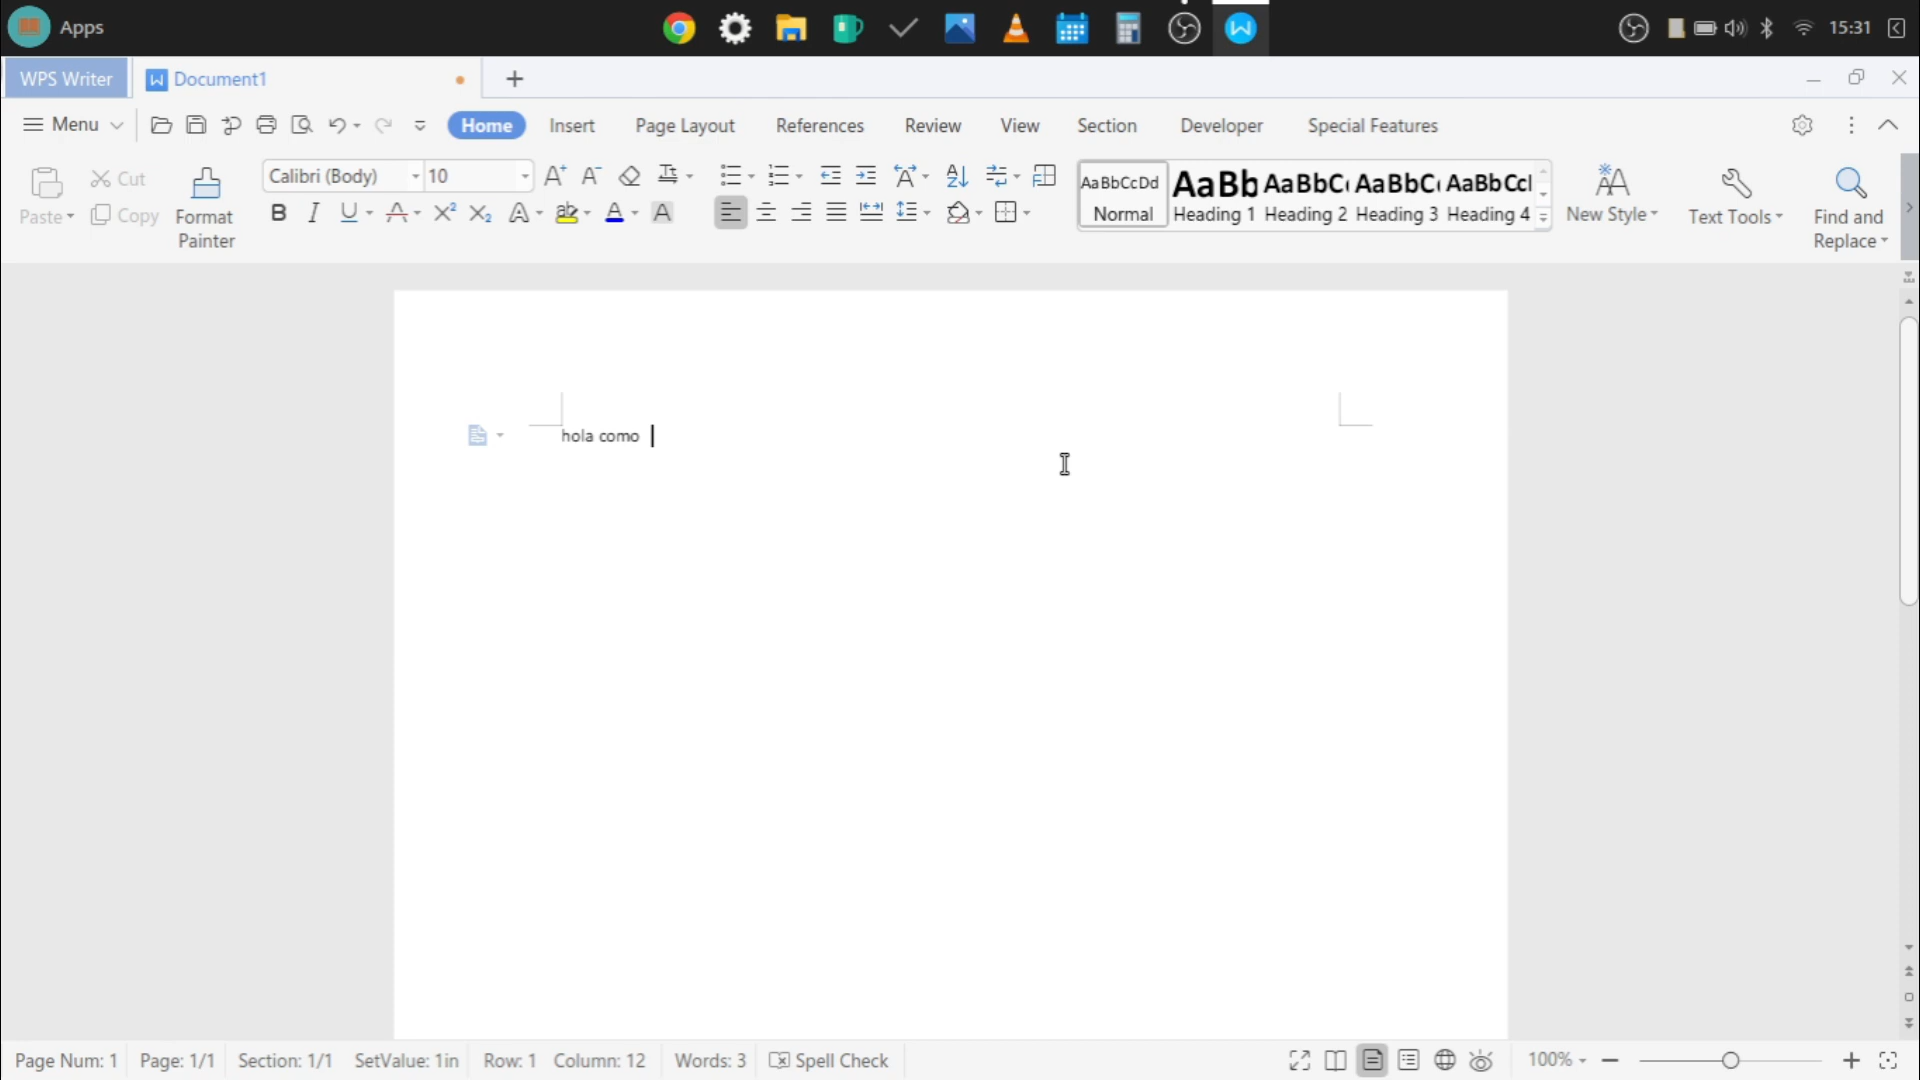 Apps
15:31
WPS Writer Document1
Menu Home Insert Page Layout References Review View Section Developer Special Features
Paste Cut Copy Format Painter
Calibri (Body) 10
AaBbCcDd AaBb AaBbC AaBbC AaBbCcl
Normal Heading 1 Heading 2 Heading 3 Heading 4
New Style Text Tools Find and Replace
hola como
Page Num: 1 Page: 1/1 Section: 1/1 SetValue: 1in Row: 1 Column: 12 Words: 3 Spell Check 100%